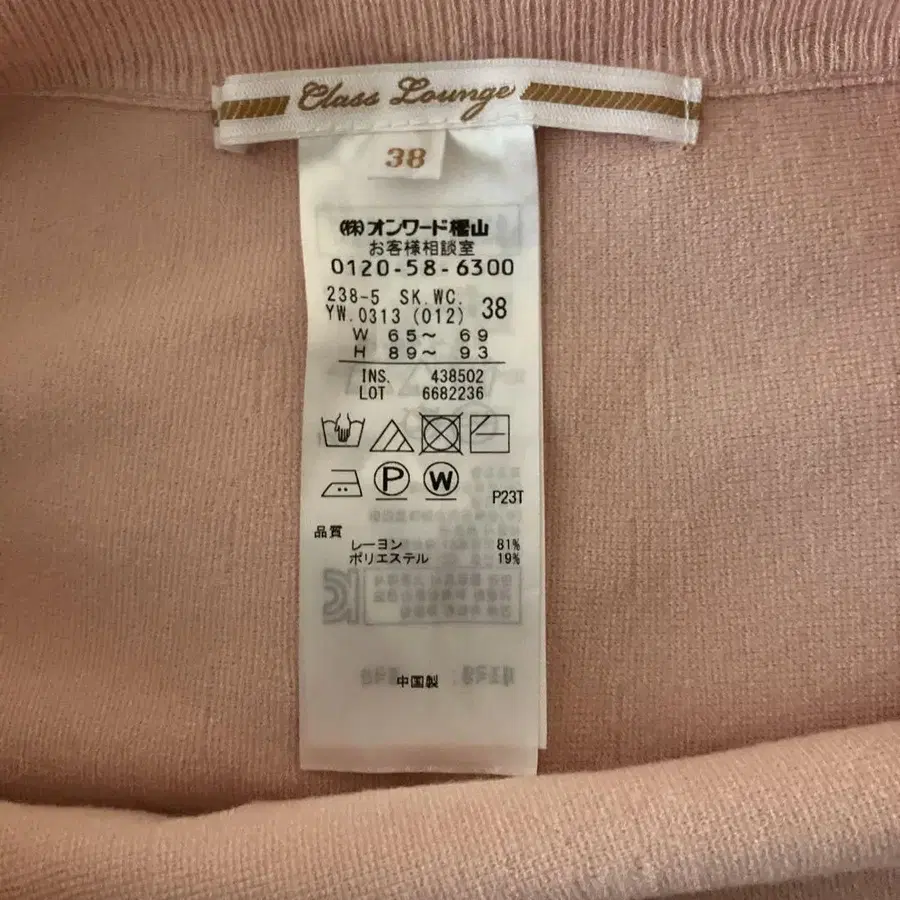 Class Lounge
38
㈱オンワード樫山
お客様相談室
0120-58-6300
238-5 SK.WC.
YW.0313 (012) 38
W 65～ 69
H 89～ 93
INS. 438502
LOT 6682236
P
W
P23T
品質
レーヨン 81%
ポリエステル 19%
中国製